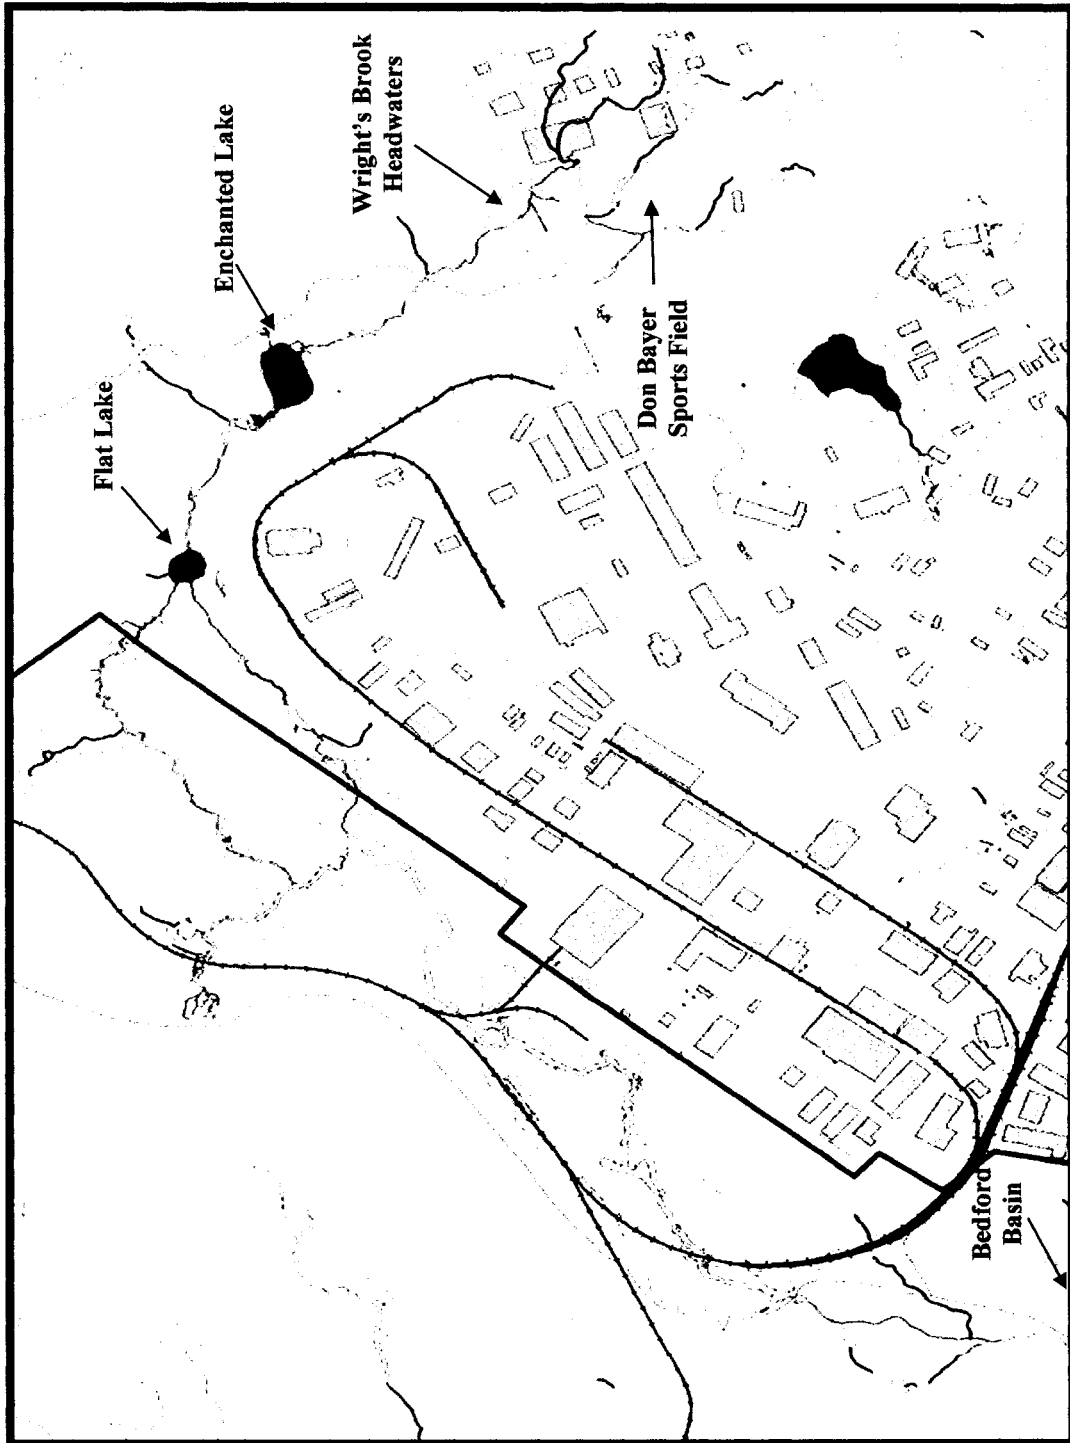 Wright's Brook
Headwaters
Enchanted Lake
Flat Lake
Don Bayer
Sports Field
Bedford
Basin